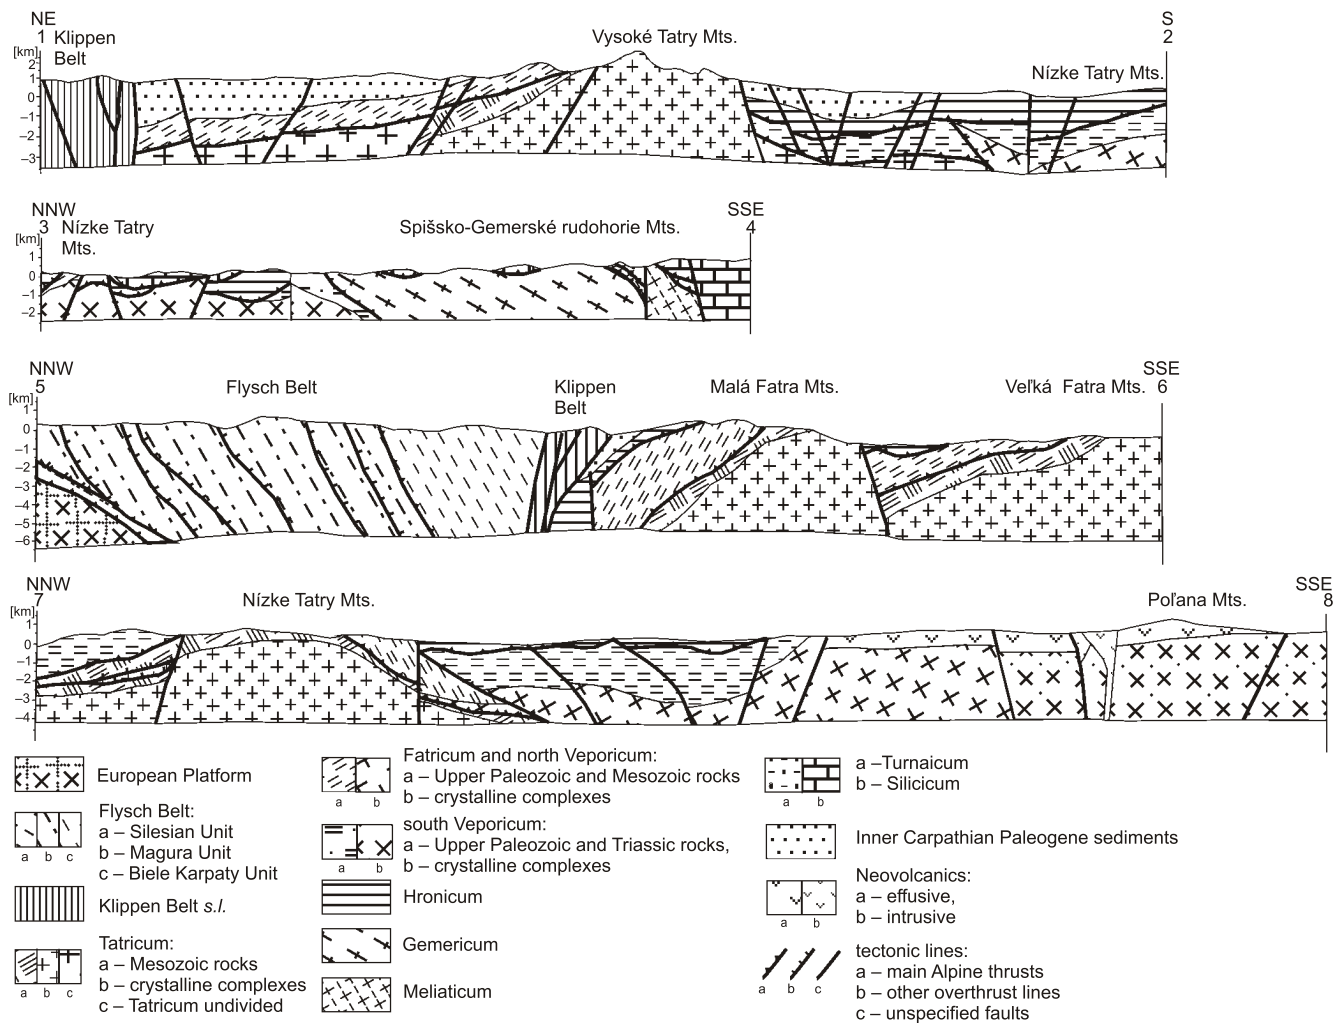 NE
1 Klippen
Belt
Vysoké Tatry Mts.
S
2
Nízke Tatry Mts.
[km]
2
1
0
–1
–2
–3
NNW
3 Nízke Tatry
Mts.
Spišsko-Gemerské rudohorie Mts.
SSE
4
[km]
1
0
–1
–2
NNW
5
Flysch Belt
Klippen
Belt
Malá Fatra Mts.
Veľká Fatra Mts.
SSE
6
[km]
1
0
–1
–2
–3
–4
–5
–6
NNW
7
Nízke Tatry Mts.
Poľana Mts.
SSE
8
[km]
1
0
–1
–2
–3
–4
European Platform
Flysch Belt:
a – Silesian Unit
b – Magura Unit
c – Biele Karpaty Unit
a b c
Klippen Belt s.l.
Tatricum:
a – Mesozoic rocks
b – crystalline complexes
c – Tatricum undivided
a b c
Fatricum and north Veporicum:
a – Upper Paleozoic and Mesozoic rocks
b – crystalline complexes
a b
south Veporicum:
a – Upper Paleozoic and Triassic rocks,
b – crystalline complexes
a b
Hronicum
Gemericum
Meliaticum
a –Turnaicum
b – Silicicum
a b
Inner Carpathian Paleogene sediments
Neovolcanics:
a – effusive,
b – intrusive
a b
tectonic lines:
a – main Alpine thrusts
b – other overthrust lines
c – unspecified faults
a b c